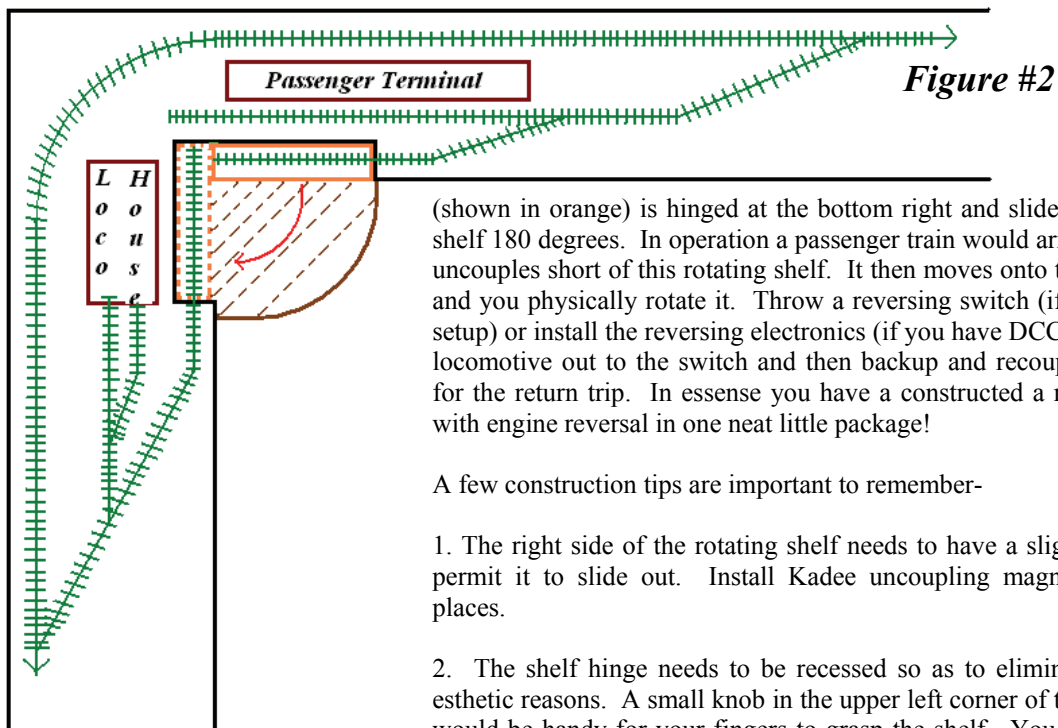 Passenger Terminal
Figure #2
Loco
House
(shown in orange) is hinged at the bottom right and slide
shelf 180 degrees. In operation a passenger train would
uncouples short of this rotating shelf. It then moves onto
and you physically rotate it. Throw a reversing switch (if
setup) or install the reversing electronics (if you have DCC
locomotive out to the switch and then backup and
for the return trip. In essense you have a constructed a
with engine reversal in one neat little package!
A few construction tips are important to remember-
1. The right side of the rotating shelf needs to have a
permit it to slide out. Install Kadee uncoupling
places.
2. The shelf hinge needs to be recessed so as to
esthetic reasons. A small knob in the upper left corner of
would be handy for your fingers to grasp the shelf. You